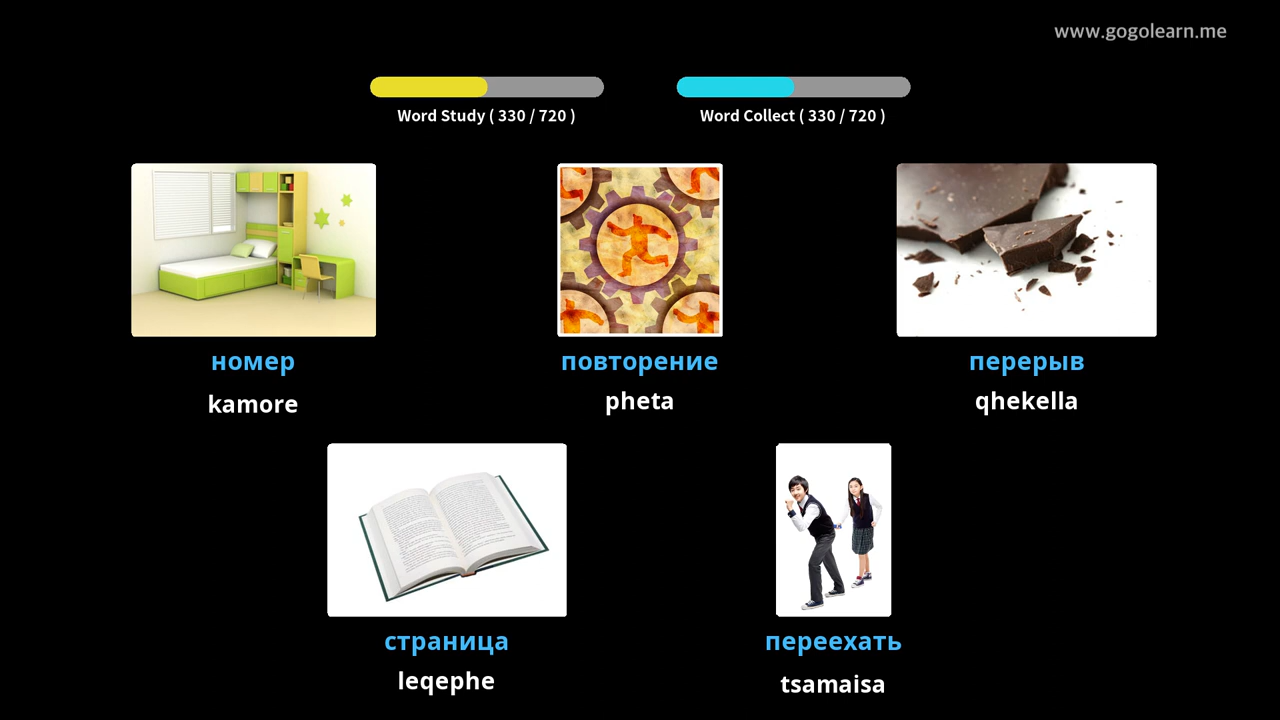 www.gogolearn.me
Word Study ( 330 / 720 )
Word Collect ( 330 / 720 )
номер
kamore
повторение
pheta
перерыв
qhekella
страница
leqephe
переехать
tsamaisa